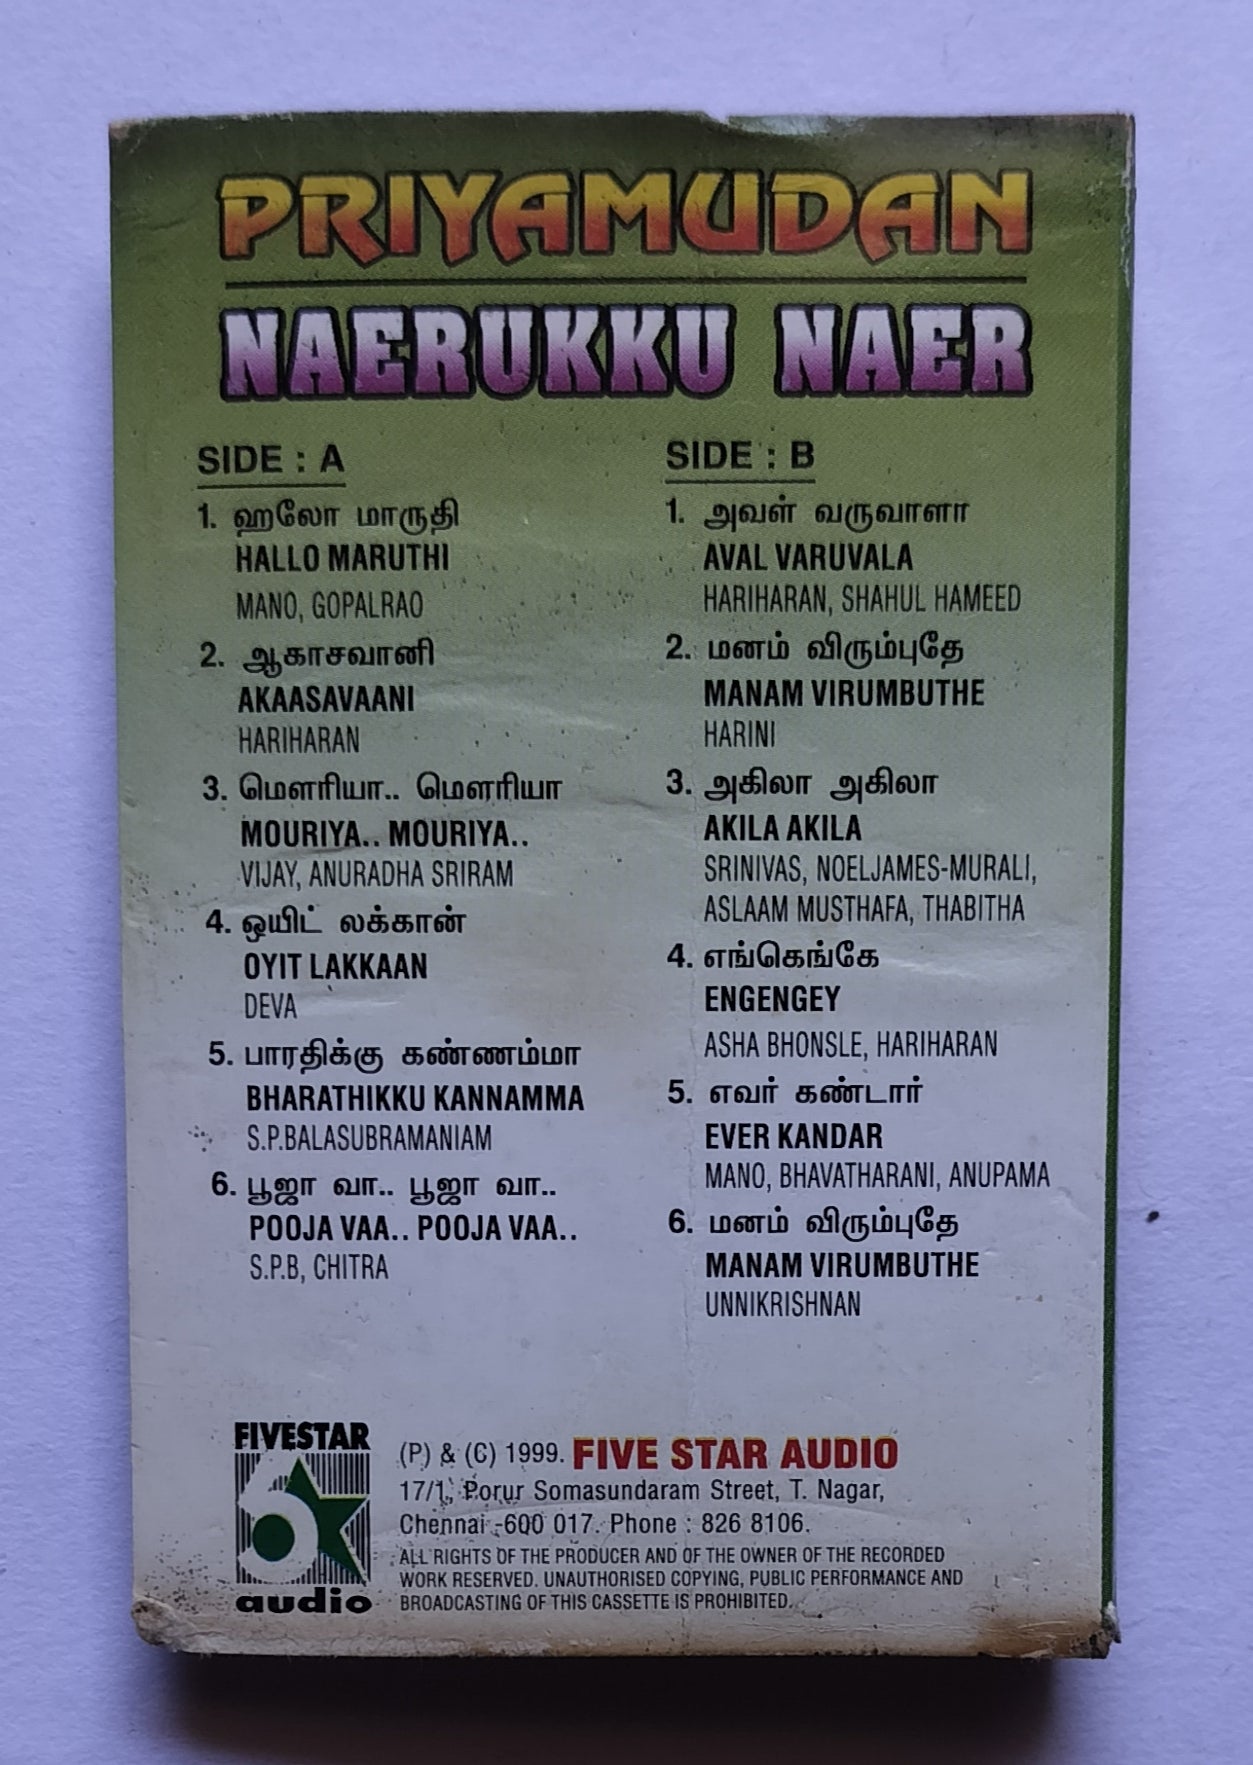 PRIYAMUDAN
NAERUKKU NAER
SIDE : A
1. ஹலோ மாருதி
HALLO MARUTHI
MANO, GOPALRAO
2. ஆகாசவானி
AKAASAVAANI
HARIHARAN
3. மௌரியா.. மௌரியா
MOURIYA.. MOURIYA..
VIJAY, ANURADHA SRIRAM
4. ஒயிட் லக்கான்
OYIT LAKKAAN
DEVA
5. பாரதிக்கு கண்ணம்மா
BHARATHIKKU KANNAMMA
S.P.BALASUBRAMANIAM
6. பூஜா வா.. பூஜா வா..
POOJA VAA.. POOJA VAA..
S.P.B, CHITRA
SIDE : B
1. அவள் வருவாளா
AVAL VARUVALA
HARIHARAN, SHAHUL HAMEED
2. மனம் விரும்புதே
MANAM VIRUMBUTHE
HARINI
3. அகிலா அகிலா
AKILA AKILA
SRINIVAS, NOELJAMES-MURALI,
ASLAAM MUSTHAFA, THABITHA
4. எங்கெங்கே
ENGENGEY
ASHA BHONSLE, HARIHARAN
5. எவர் கண்டார்
EVER KANDAR
MANO, BHAVATHARANI, ANUPAMA
6. மனம் விரும்புதே
MANAM VIRUMBUTHE
UNNIKRISHNAN
FIVESTAR
audio
(P) & (C) 1999. FIVE STAR AUDIO
17/1, Porur Somasundaram Street, T. Nagar,
Chennai -600 017. Phone : 826 8106.
ALL RIGHTS OF THE PRODUCER AND OF THE OWNER OF THE RECORDED
WORK RESERVED. UNAUTHORISED COPYING, PUBLIC PERFORMANCE AND
BROADCASTING OF THIS CASSETTE IS PROHIBITED.